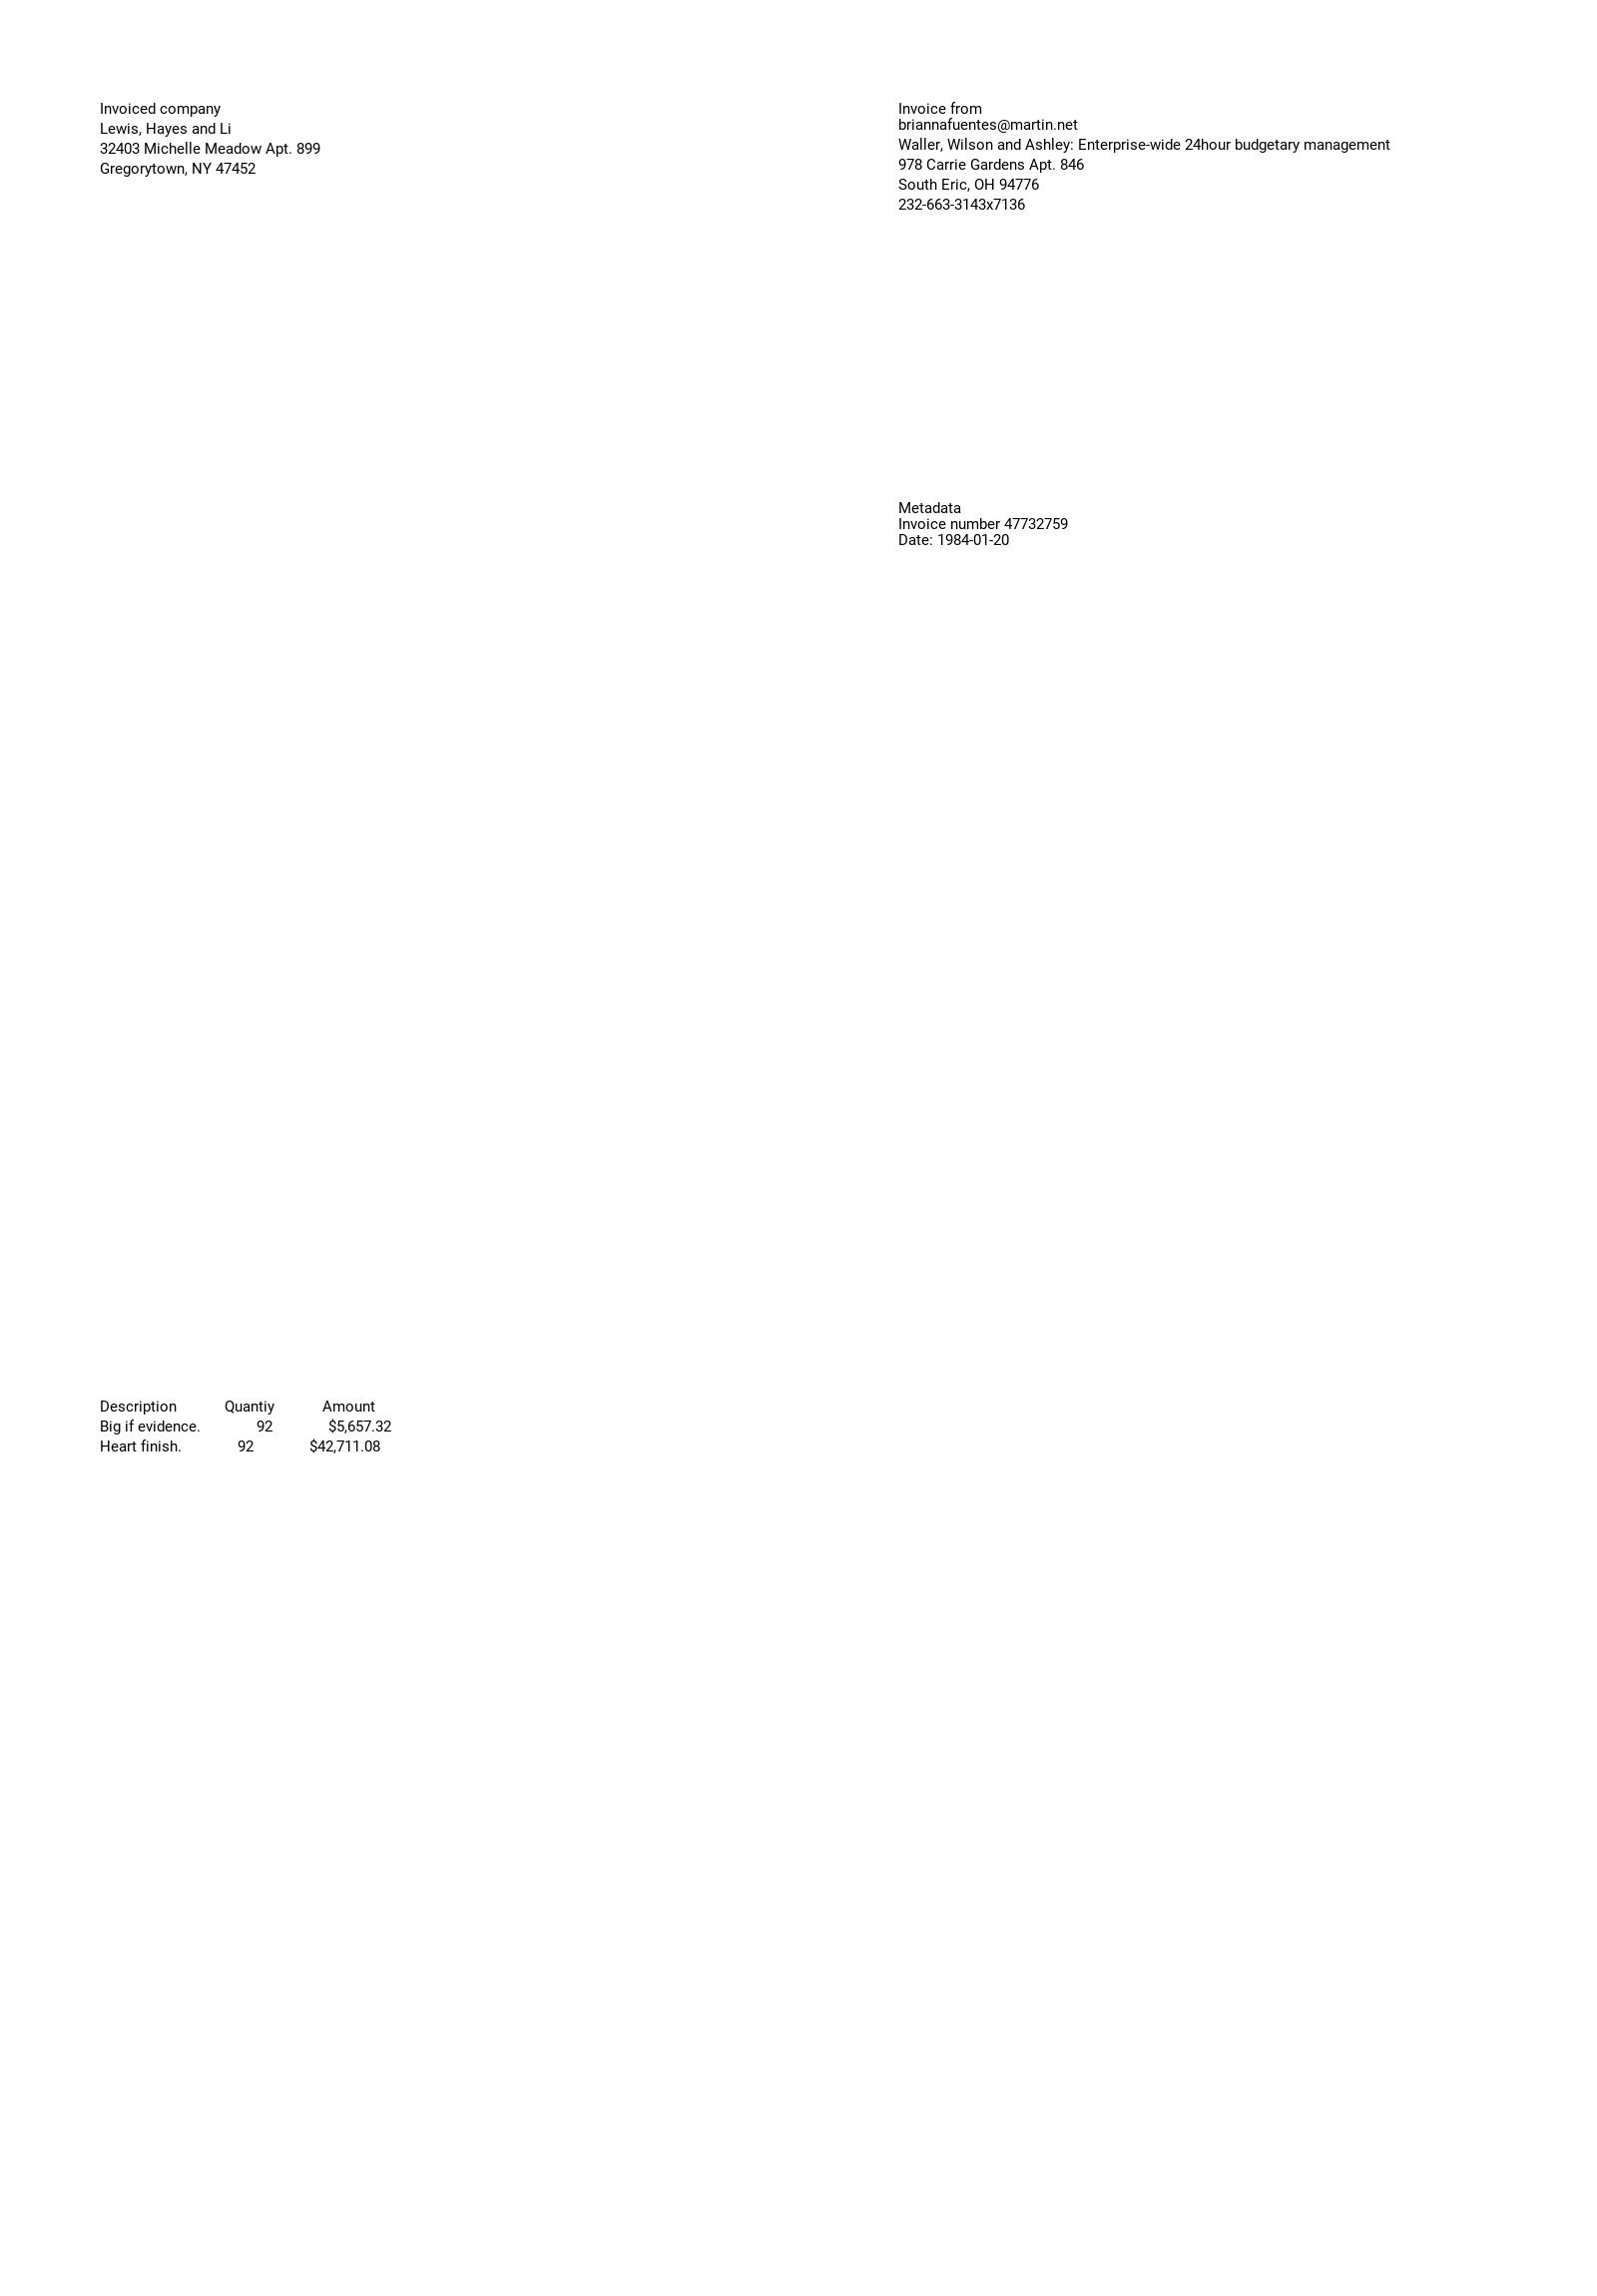 Invoiced company
Lewis, Hayes and Li
32403 Michelle Meadow Apt. 899
Gregorytown, NY 47452
Invoice from
briannafuentes@martin.net
Waller, Wilson and Ashley: Enterprise-wide 24hour budgetary management
978 Carrie Gardens Apt. 846
South Eric, OH 94776
232-663-3143x7136
Metadata
Invoice number 47732759
Date: 1984-01-20
Description Quantiy Amount
Big if evidence. 92 $5,657.32
Heart finish. 92 $42,711.08